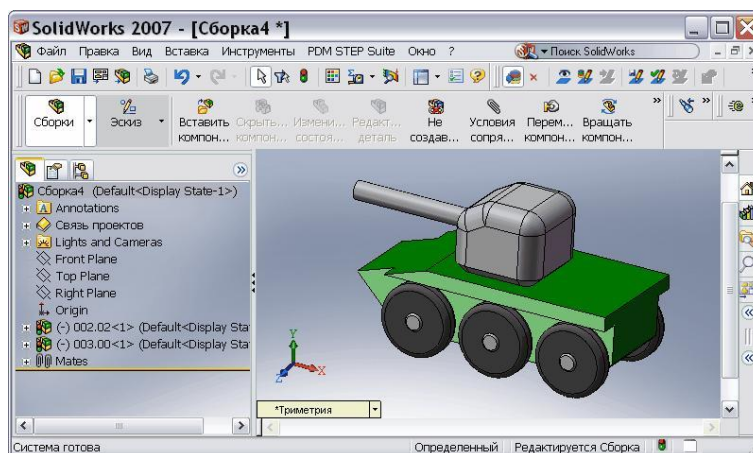 SolidWorks 2007 - [Сборка4 *]
Файл Правка Вид Вставка Инструменты PDM STEP Suite Окно ? Поиск SolidWorks
Сборки Эскиз Вставить компон... Скрыть... компон... Измени... состоя... Редакт... деталь Не создав... Условия сопря... Перем... компон... Вращать компон...
Сборка4 (Default<Display State-1>)
Annotations
Связь проектов
Lights and Cameras
Front Plane
Top Plane
Right Plane
Origin
(-) 002.02<1> (Default<Display Sta
(-) 003.00<1> (Default<Display Sta
Mates
Y
Z X
*Триметрия
Система готова Определенный Редактируется Сборка